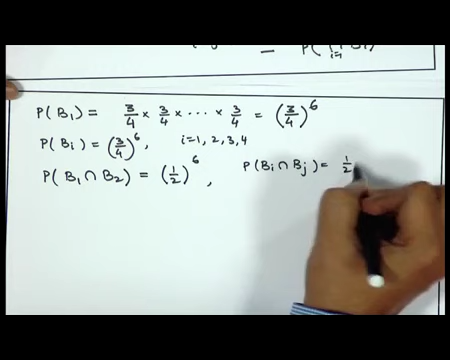 = P(
P(B₁) = 3/4 × 3/4 × ⋯ × 3/4 = (3/4)⁶
P(Bᵢ) = (3/4)⁶, i=1, 2, 3, 4
P(B₁ ∩ B₂) = (1/2)⁶, P(Bᵢ ∩ Bⱼ) = 1/2